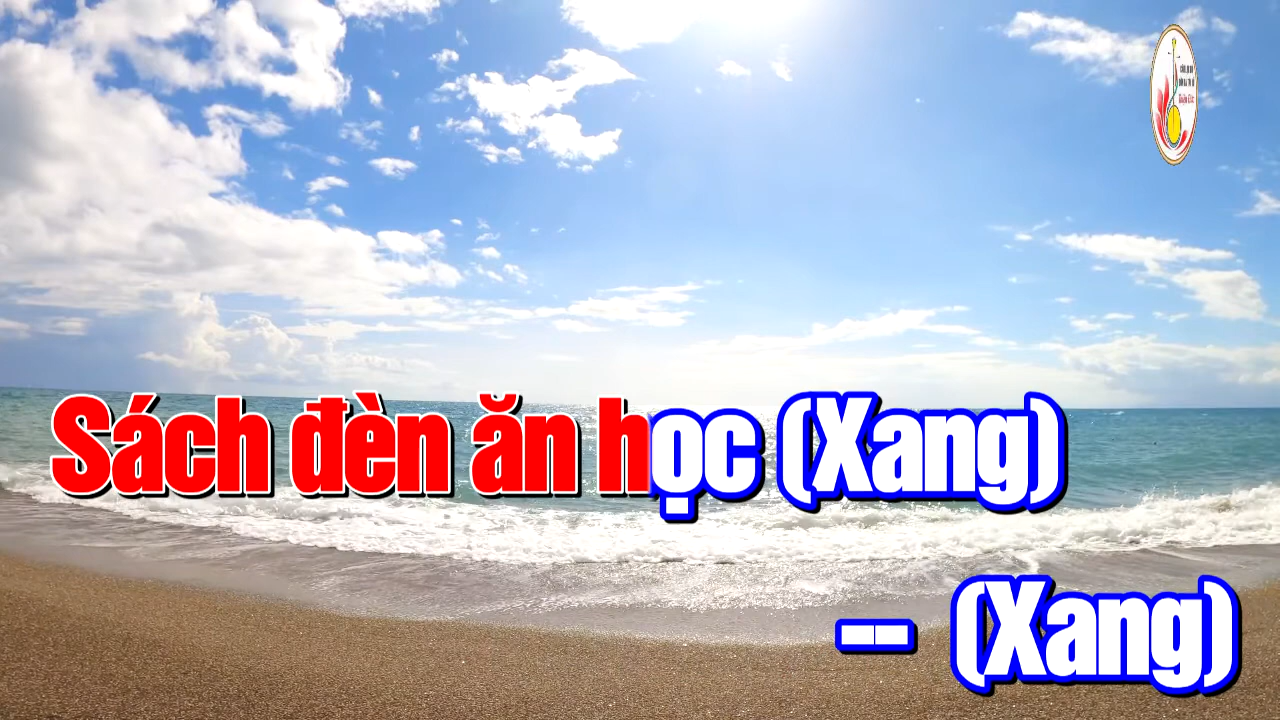 Sách đèn ăn học (Xang)
-- (Xang)